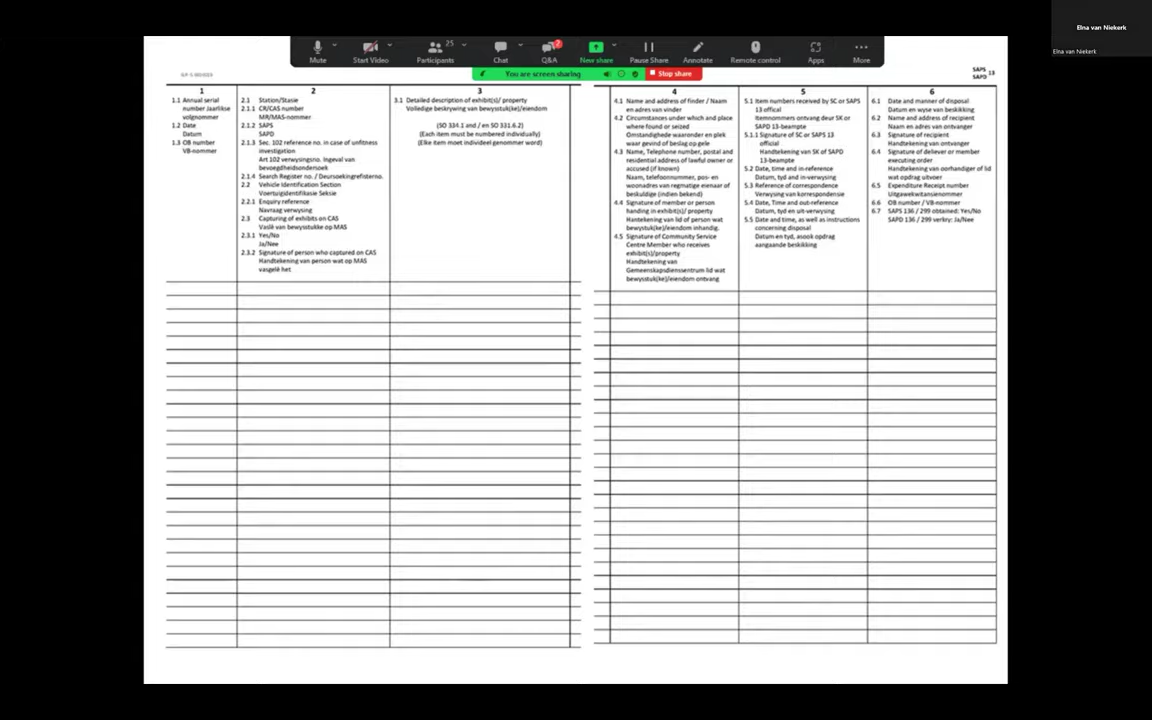 Elna van Niekerk
Elna van Niekerk
Mute
Start Video
25
Participants
Chat
2
Q&A
New share
Pause Share
Annotate
Remote control
Apps
More
You are screen sharing
Stop share
SAPS 13
SAPD
1
1.1 Annual serial
number Jaarlikse
volgnommer
1.2 Date
Datum
1.3 OB number
VB-nommer
2
2.1 Station/Stasie
2.1.1 CR/CAS number
MR/MAS-nommer
2.1.2 SAPS
SAPD
2.1.3 Sec. 102 reference no. in case of unfitness
investigation
Art 102 verwysingsno. Ingeval van
bevoegdheidsondersoek
2.1.4 Search Register no. / Deursoekingrefisterno.
2.2 Vehicle Identification Section
Voertuigidentifikasie Seksie
2.2.1 Enquiry reference
Navraag verwysing
2.3 Capturing of exhibits on CAS
Vaslê van bewysstukke op MAS
2.3.1 Yes/No
Ja/Nee
2.3.2 Signature of person who captured on CAS
Handtekening van person wat op MAS
vasgelê het
3
3.1 Detailed description of exhibit(s)/ property
Volledige beskrywing van bewysstuk(ke)/eiendom
(SO 334.1 and / en SO 331.6.2)
(Each item must be numbered individually)
(Elke item moet individeel genommer word)
4
4.1 Name and address of finder / Naam
en adres van vinder
4.2 Circumstances under which and place
where found or seized
Omstandighede waaronder en plek
waar gevind of beslag op gele
4.3 Name, Telephone number, postal and
residential address of lawful owner or
accused (if known)
Naam, telefoonnommer, pos- en
woonadres van regmatige eienaar of
beskuldige (indien bekend)
4.4 Signature of member or person
handing in exhibit(s)/ property
Hantekening van lid of person wat
bewysstuk(ke)/eiendom inhandig.
4.5 Signature of Community Service
Centre Member who receives
exhibit(s)/property
Handtekening van
Gemeenskapsdienssentrum lid wat
bewysstuk(ke)/eiendom ontvang
5
5.1 Item numbers received by SC or SAPS
13 offical
Itemnommers ontvang deur SK or
SAPD 13-beampte
5.1.1 Signature of SC or SAPS 13
official
Handtekening van SK of SAPS
13-beampte
5.2 Date, time and in-reference
Datum, tyd en in-verwysing
5.3 Reference of correspondence
Verwysing van korrespondensie
5.4 Date, Time and out-reference
Datum, tyd en uit-verwysing
5.5 Date and time, as well as instructions
concerning disposal
Datum en tyd, asook opdrag
aangaande beskikking
6
6.1 Date and manner of disposal
Datum en wyse van beskikking
6.2 Name and address of recipient
Naam en adres van ontvanger
6.3 Signature of recipient
Handtekening van ontvanger
6.4 Signature of deliverer or member
executing order
Handtekening van oorhandiger of lid
wat opdrag uitvoer
6.5 Expenditure Receipt number
Uitgawekwitansienommer
6.6 OB number / VB-nommer
6.7 SAPS 136 / 299 obtained: Yes/No
SAPD 136 / 299 verkry: Ja/Nee